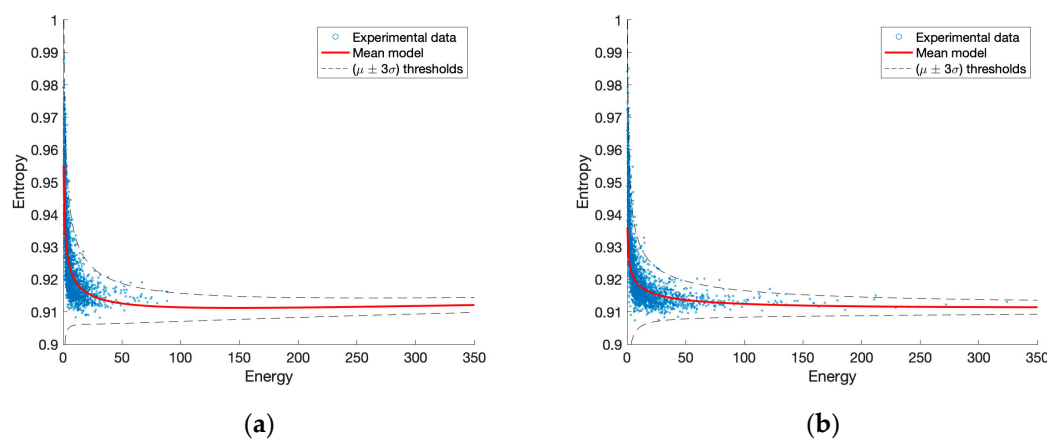 1
0.99
0.98
0.97
0.96
0.95
0.94
0.93
0.92
0.91
0.9
Entropy
0 50 100 150 200 250 300 350
Energy
Experimental data
Mean model
(μ ± 3σ) thresholds
(a)
1
0.99
0.98
0.97
0.96
0.95
0.94
0.93
0.92
0.91
0.9
Entropy
0 50 100 150 200 250 300 350
Energy
Experimental data
Mean model
(μ ± 3σ) thresholds
(b)